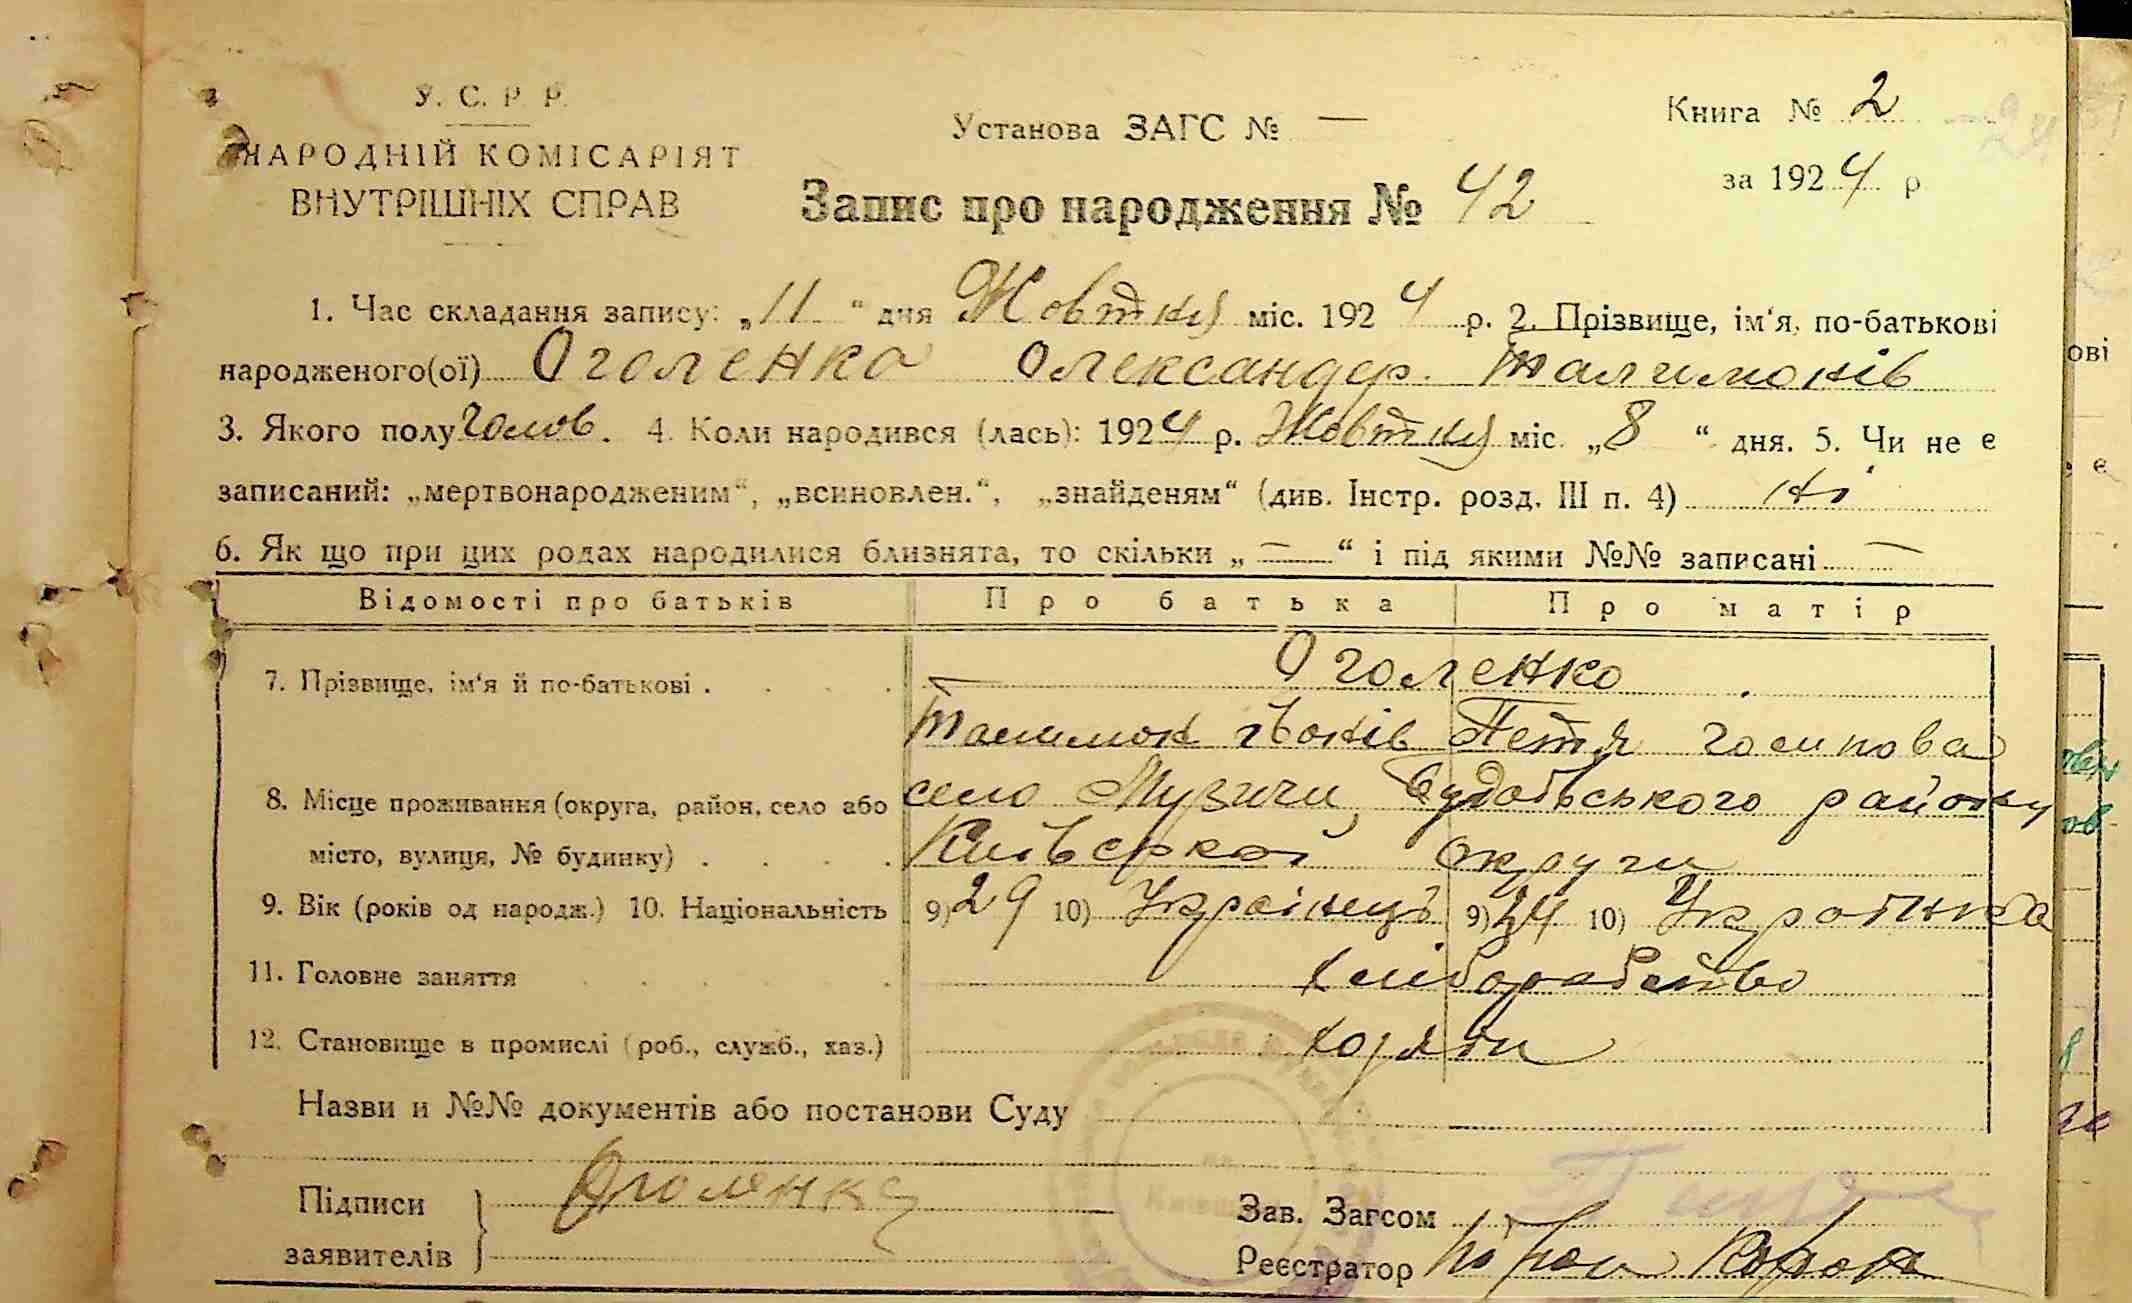 У. С. Р. Р.
НАРОДНІЙ КОМІСАРІЯТ
ВНУТРІШНІХ СПРАВ
Установа ЗАГС № —
Книга № 2
за 1924 р
Запис про народження № 42
1. Час складання запису: „11“ дня Жовтня міс. 1924 р. 2. Прізвище, ім‘я, по-батькові
народженого(ої) Оголенко Олександер
3. Якого полу Чолов. 4. Коли народився (лась): 1924 р. Жовтня міс. „8“ дня. 5. Чи не є
записаний: „мертвонародженим“, „всиновлен.“, „знайденям“ (див. Інстр. розд. III п. 4) ні
6. Як що при цих родах народилися близнята, то скільки „—“ і під якими №№ записані —
Відомості про батьків Про батька Про матір
7. Прізвище, ім‘я й по-батькові . . . . Оголенко
8. Місце проживання (округа, район, село або село Музичи, Будаївського району
місто, вулиця, № будинку) . . . . Київської округи
9. Вік (років од народж.) 10. Національність 9) 29 10) Українець 9) 24 10) Українка
11. Головне заняття хліборобство
12. Становище в промислі (роб., служб., хаз.) хазяїн
Назви и №№ документів або постанови Суду
Підписи
заявителів
Оголенко
Зав. Загсом
Реєстратор